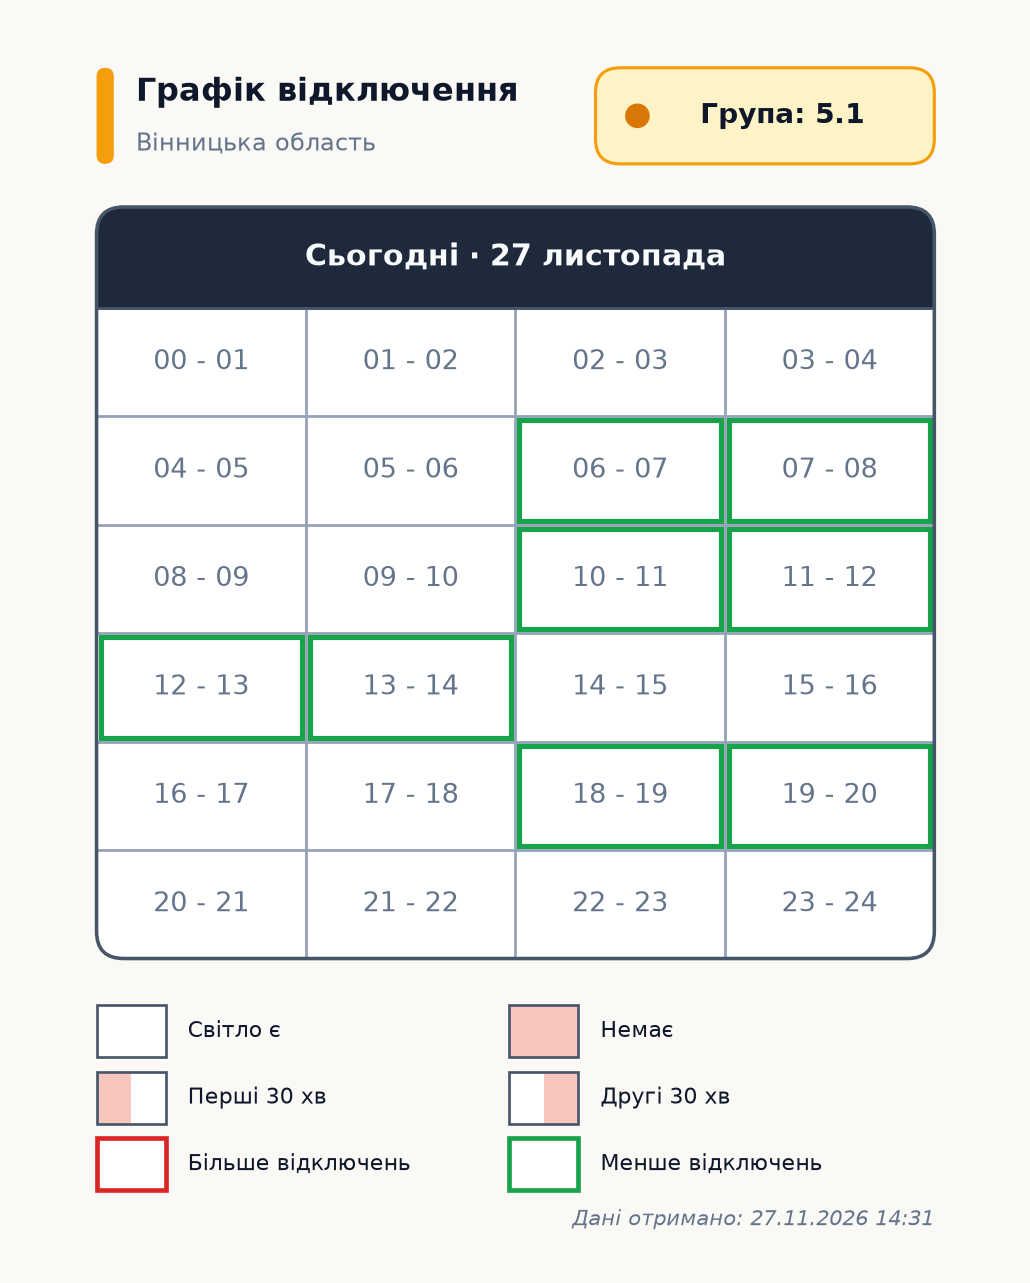 Графік відключення
Вінницька область
Група: 5.1
Сьогодні · 27 листопада
00 - 01 01 - 02 02 - 03 03 - 04
04 - 05 05 - 06 06 - 07 07 - 08
08 - 09 09 - 10 10 - 11 11 - 12
12 - 13 13 - 14 14 - 15 15 - 16
16 - 17 17 - 18 18 - 19 19 - 20
20 - 21 21 - 22 22 - 23 23 - 24
Світло є Немає
Перші 30 хв Другі 30 хв
Більше відключень Менше відключень
Дані отримано: 27.11.2026 14:31